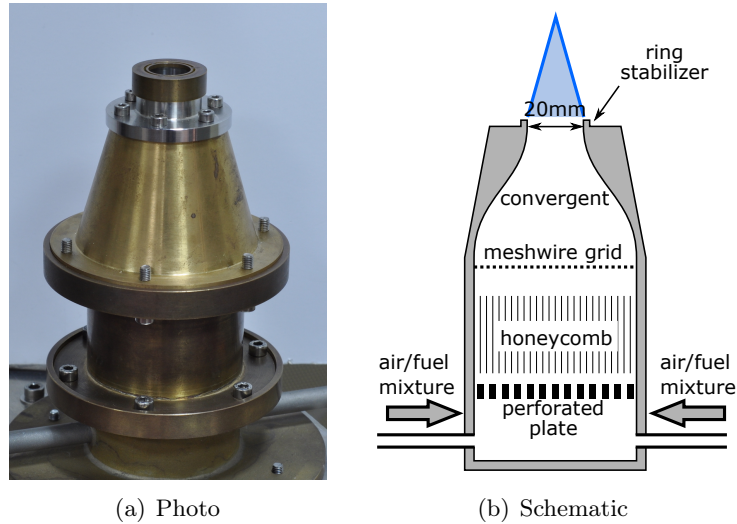 ring
stabilizer
20mm
convergent
meshwire grid
honeycomb
air/fuel
mixture
air/fuel
mixture
perforated
plate
(a) Photo
(b) Schematic